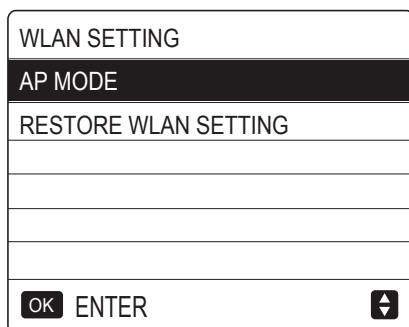 WLAN SETTING
AP MODE
RESTORE WLAN SETTING
OK ENTER